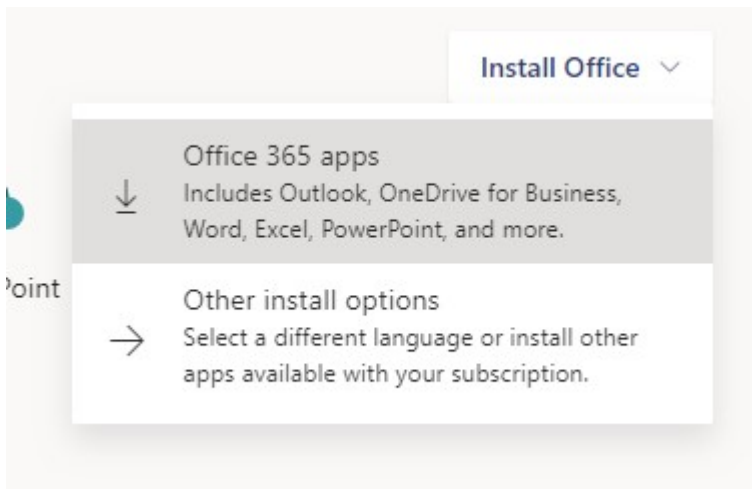 Install Office
Office 365 apps
Includes Outlook, OneDrive for Business,
Word, Excel, PowerPoint, and more.
Point
Other install options
Select a different language or install other
apps available with your subscription.